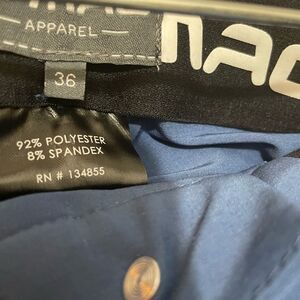 APPAREL
36
92% POLYESTER
8% SPANDEX
RN # 134855